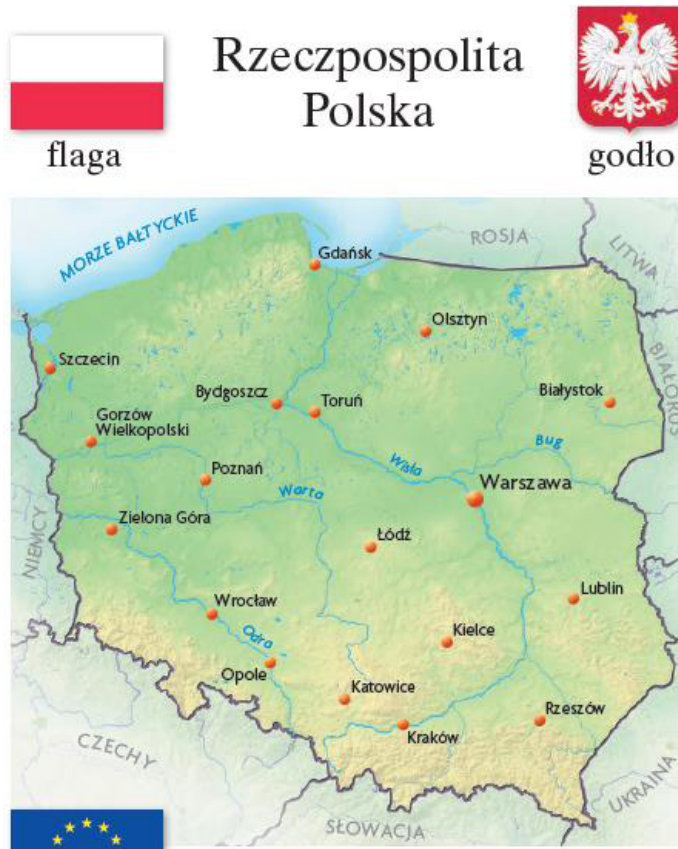 Rzeczpospolita
Polska
flaga
godło
MORZE BAŁTYCKIE
ROSJA
LITWA
Gdańsk
Olsztyn
Szczecin
BIAŁORUŚ
Bydgoszcz
Toruń
Białystok
Gorzów
Wielkopolski
Bug
Wisła
Poznań
Warszawa
Warta
Zielona Góra
NIEMCY
Łódź
Wrocław
Lublin
Odra
Kielce
Opole
Katowice
Rzeszów
Kraków
CZECHY
UKRAINA
SŁOWACJA